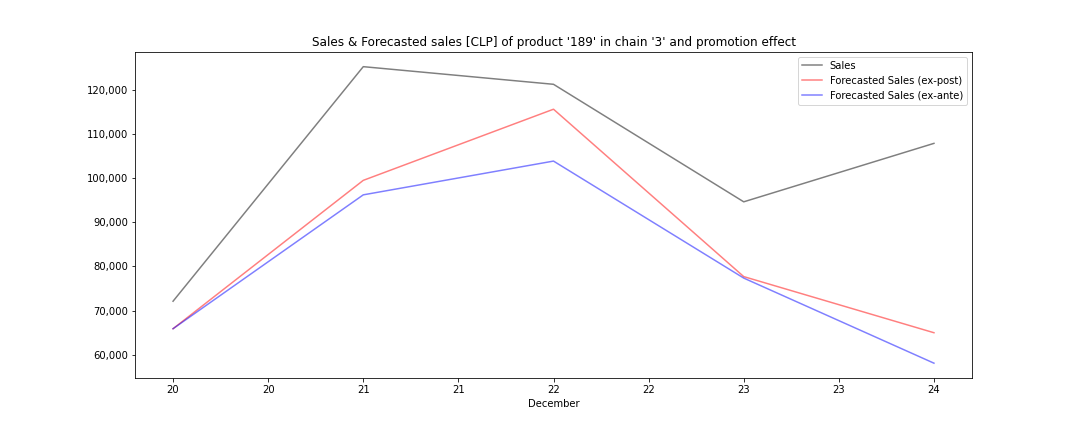 Sales & Forecasted sales [CLP] of product '189' in chain '3' and promotion effect
Sales
Forecasted Sales (ex-post)
Forecasted Sales (ex-ante)
120,000
110,000
100,000
90,000
80,000
70,000
60,000
20 20 21 21 22 22 23 23 24
December